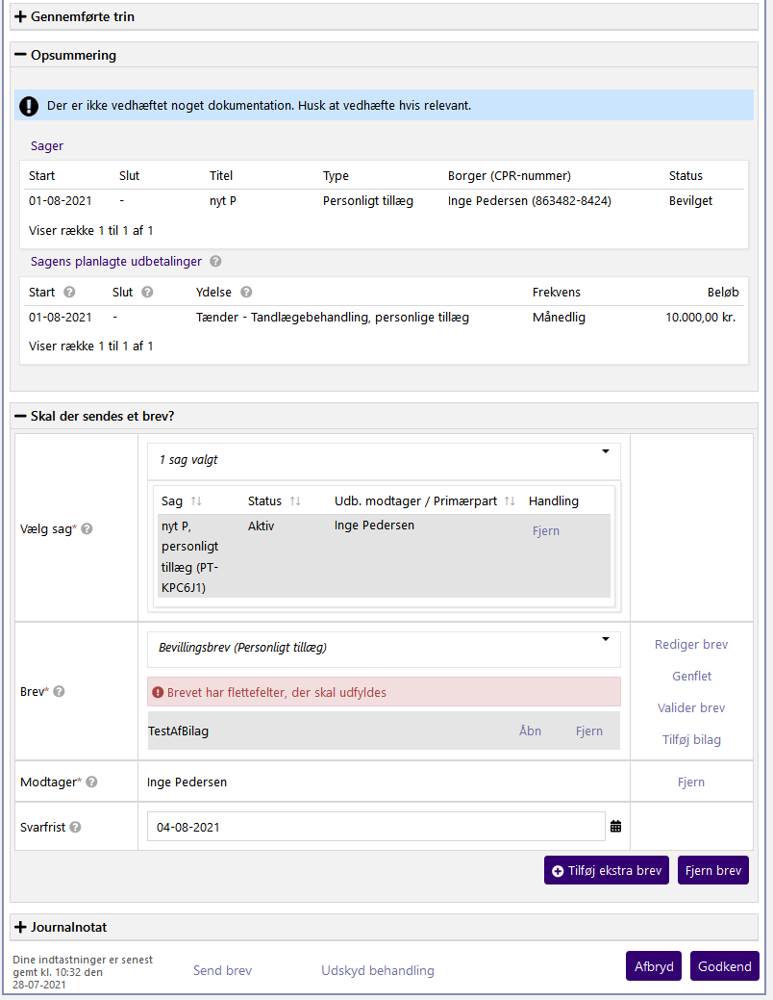 Gennemførte trin
Opsummering
Der er ikke vedhæftet noget dokumentation. Husk at vedhæfte hvis relevant.
Sager
Start Slut Titel Type Borger (CPR-nummer) Status
01-08-2021 - nyt P Personligt tillæg Inge Pedersen (863482-8424) Bevilget
Viser række 1 til 1 af 1
Sagens planlagte udbetalinger
Start Slut Ydelse Frekvens Beløb
01-08-2021 - Tænder - Tandlægebehandling, personlige tillæg Månedlig 10.000,00 kr.
Viser række 1 til 1 af 1
Skal der sendes et brev?
1 sag valgt
Vælg sag*
Sag Status Udb. modtager / Primærpart Handling
nyt P, Aktiv Inge Pedersen Fjern
personligt
tillæg (PT-
KPC6J1)
Brev*
Bevillingsbrev (Personligt tillæg)
Brevet har flettefelter, der skal udfyldes
TestAfBilag Åbn Fjern
Rediger brev
Genflet
Valider brev
Tilføj bilag
Modtager* Inge Pedersen Fjern
Svarfrist 04-08-2021
Tilføj ekstra brev Fjern brev
Journalnotat
Dine indtastninger er senest
gemt kl. 10:32 den
28-07-2021
Send brev Udskyd behandling Afbryd Godkend